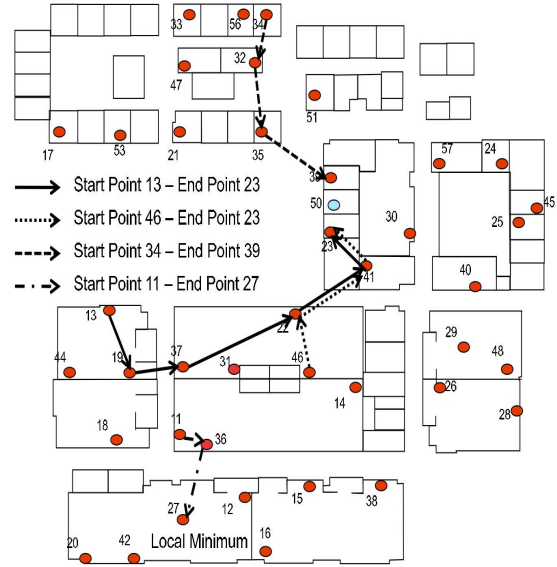 33 56 34
32
47
51
17 53 21 35
57 24
39
Start Point 13 – End Point 23
50
45
Start Point 46 – End Point 23
30
25
23
Start Point 34 – End Point 39
41
40
Start Point 11 – End Point 27
13
22
29
44 19 37 31 46 48
14 26
18 11 36 28
27 12 15 38
Local Minimum 16
20 42